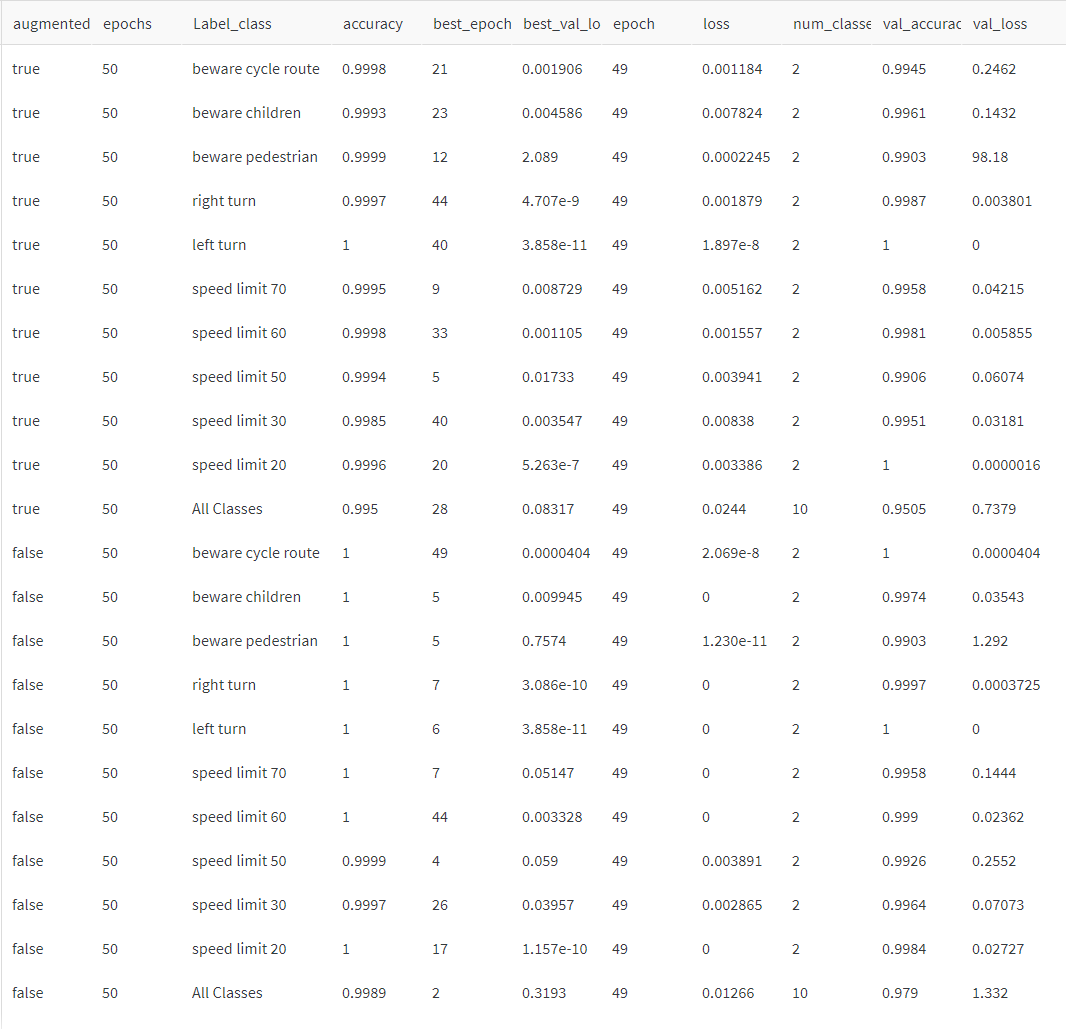 augmented epochs Label_class accuracy best_epoch best_val_lo epoch loss num_classe val_accurac val_loss
true 50 beware cycle route 0.9998 21 0.001906 49 0.001184 2 0.9945 0.2462
true 50 beware children 0.9993 23 0.004586 49 0.007824 2 0.9961 0.1432
true 50 beware pedestrian 0.9999 12 2.089 49 0.0002245 2 0.9903 98.18
true 50 right turn 0.9997 44 4.707e-9 49 0.001879 2 0.9987 0.003801
true 50 left turn 1 40 3.858e-11 49 1.897e-8 2 1 0
true 50 speed limit 70 0.9995 9 0.008729 49 0.005162 2 0.9958 0.04215
true 50 speed limit 60 0.9998 33 0.001105 49 0.001557 2 0.9981 0.005855
true 50 speed limit 50 0.9994 5 0.01733 49 0.003941 2 0.9906 0.06074
true 50 speed limit 30 0.9985 40 0.003547 49 0.00838 2 0.9951 0.03181
true 50 speed limit 20 0.9996 20 5.263e-7 49 0.003386 2 1 0.0000016
true 50 All Classes 0.995 28 0.08317 49 0.0244 10 0.9505 0.7379
false 50 beware cycle route 1 49 0.0000404 49 2.069e-8 2 1 0.0000404
false 50 beware children 1 5 0.009945 49 0 2 0.9974 0.03543
false 50 beware pedestrian 1 5 0.7574 49 1.230e-11 2 0.9903 1.292
false 50 right turn 1 7 3.086e-10 49 0 2 0.9997 0.0003725
false 50 left turn 1 6 3.858e-11 49 0 2 1 0
false 50 speed limit 70 1 7 0.05147 49 0 2 0.9958 0.1444
false 50 speed limit 60 1 44 0.003328 49 0 2 0.999 0.02362
false 50 speed limit 50 0.9999 4 0.059 49 0.003891 2 0.9926 0.2552
false 50 speed limit 30 0.9997 26 0.03957 49 0.002865 2 0.9964 0.07073
false 50 speed limit 20 1 17 1.157e-10 49 0 2 0.9984 0.02727
false 50 All Classes 0.9989 2 0.3193 49 0.01266 10 0.979 1.332